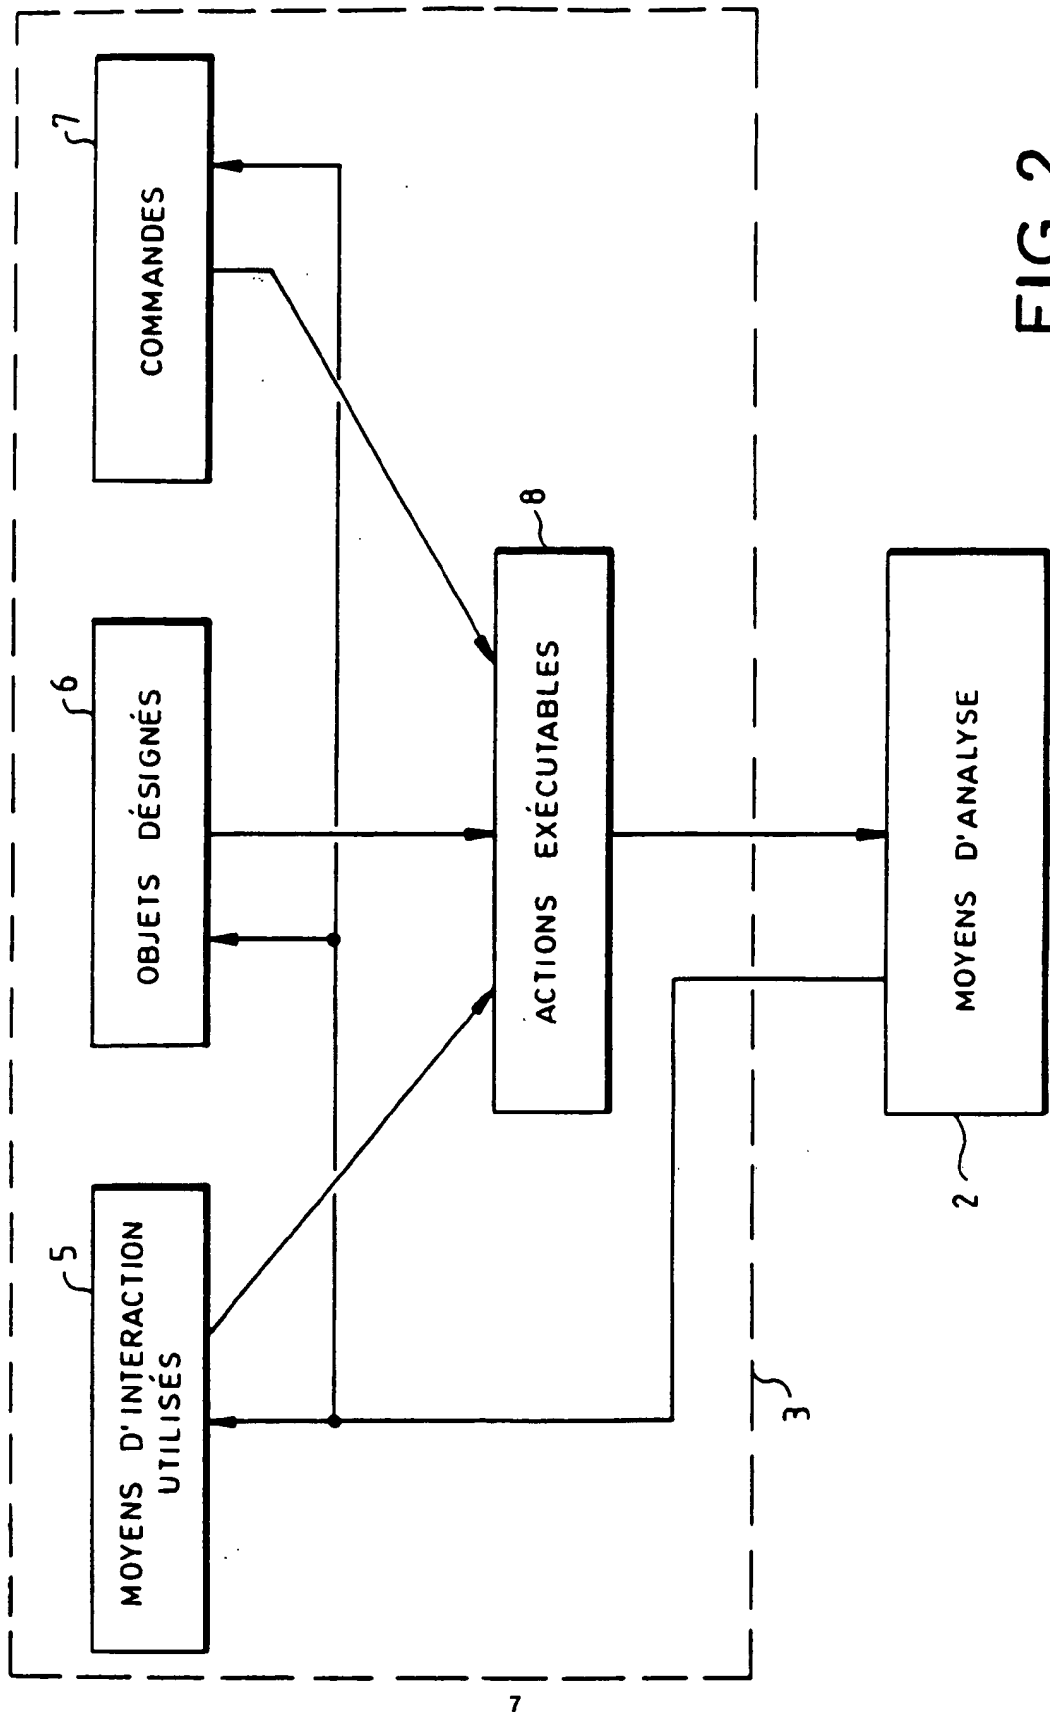 5
MOYENS D'INTERACTION
UTILISÉS
6
OBJETS DÉSIGNÉS
7
COMMANDES
8
ACTIONS EXÉCUTABLES
3
2
MOYENS D'ANALYSE
FIG. 2
7